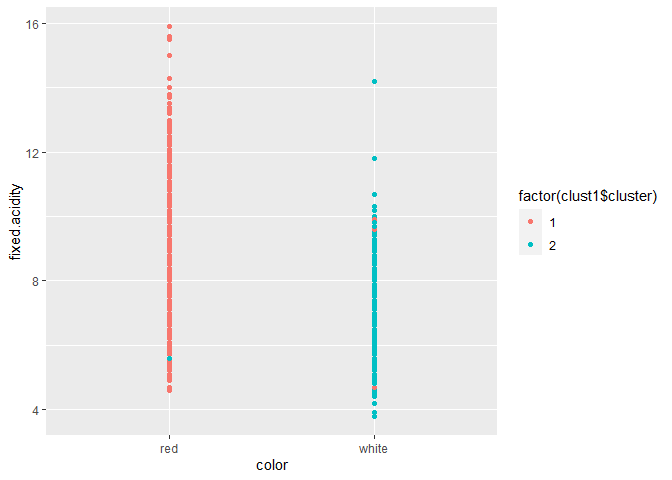 16
12
8
4
fixed.acidity
red
white
color
factor(clust1$cluster)
1
2